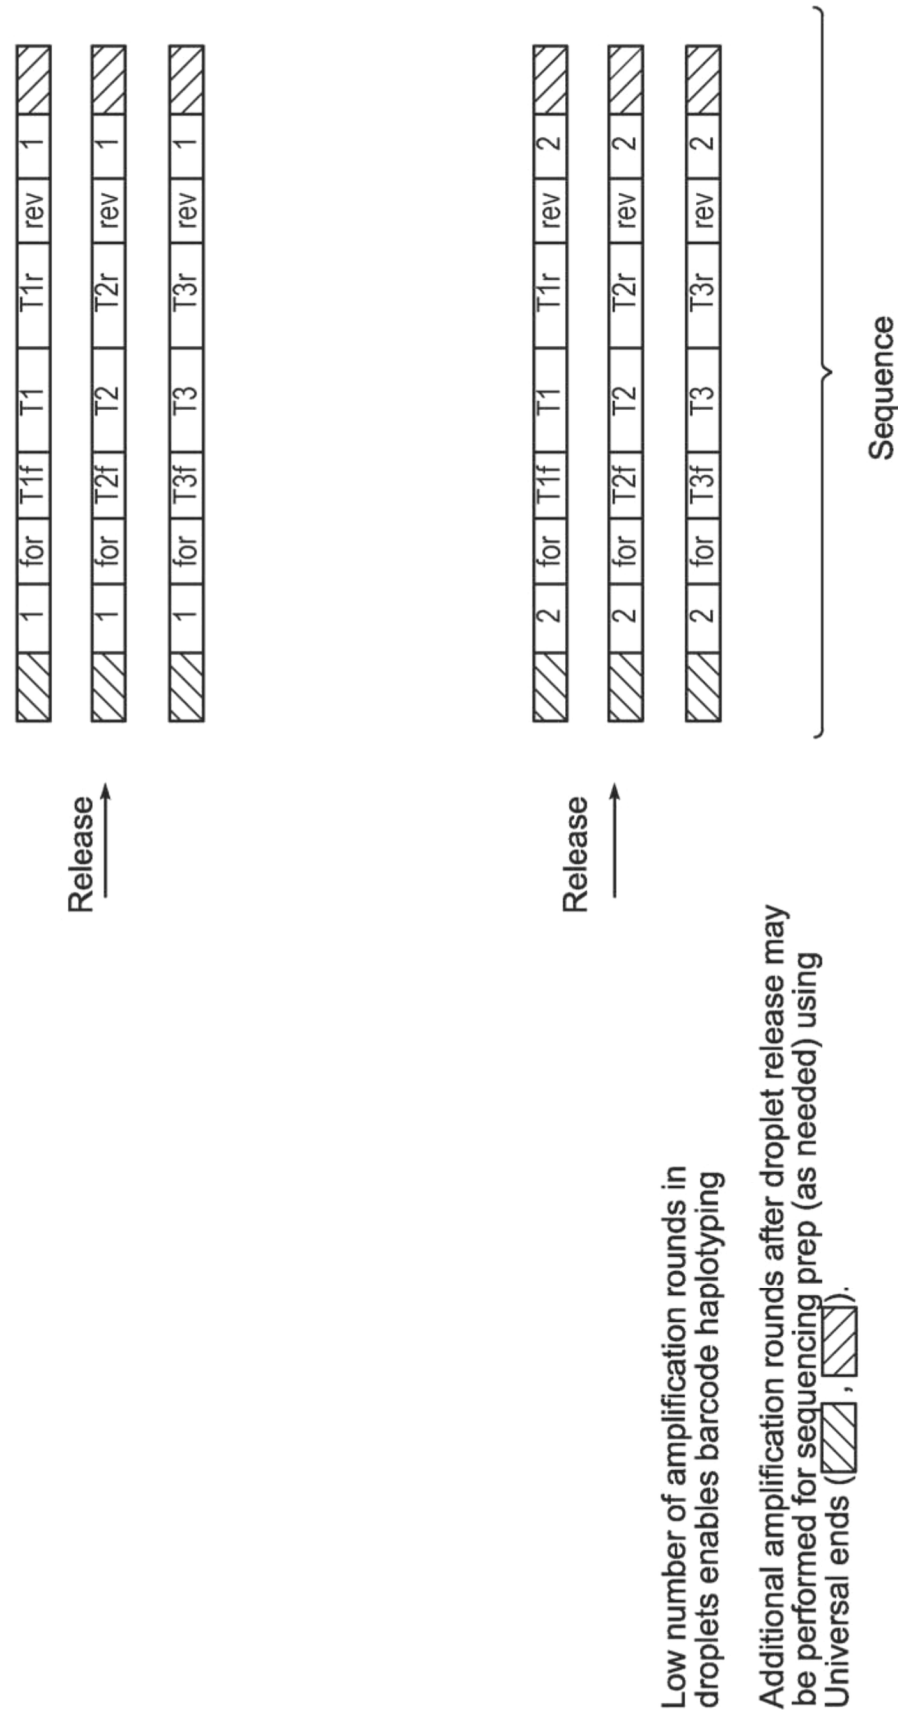 1 for T1f T1 T1r rev 1
Release
1 for T2f T2 T2r rev 1
1 for T3f T3 T3r rev 1
2 for T1f T1 T1r rev 2
Release
2 for T2f T2 T2r rev 2
2 for T3f T3 T3r rev 2
Low number of amplification rounds in
droplets enables barcode haplotyping
Additional amplification rounds after droplet release may
be performed for sequencing prep (as needed) using
Universal ends ( , ).
Sequence